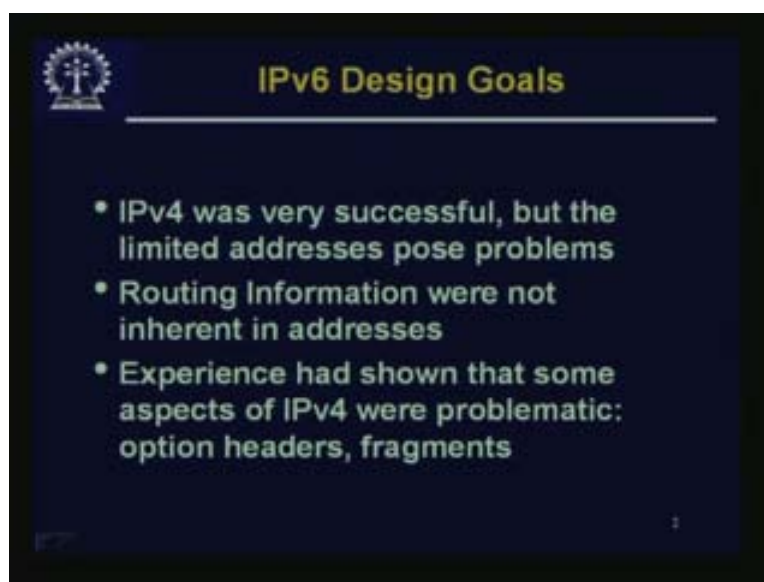 IPv6 Design Goals
• IPv4 was very successful, but the
limited addresses pose problems
• Routing Information were not
inherent in addresses
• Experience had shown that some
aspects of IPv4 were problematic:
option headers, fragments